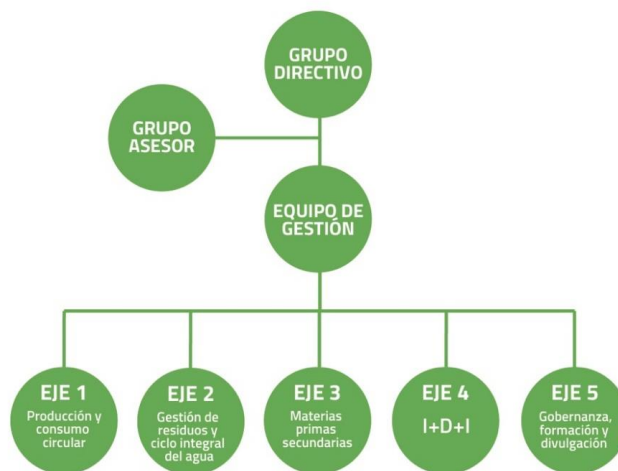 GRUPO
DIRECTIVO
GRUPO
ASESOR
EQUIPO DE
GESTIÓN
EJE 1
Producción y
consumo
circular
EJE 2
Gestión de
residuos y
ciclo integral
del agua
EJE 3
Materias
primas
secundarias
EJE 4
I+D+I
EJE 5
Gobernanza,
formación y
divulgación